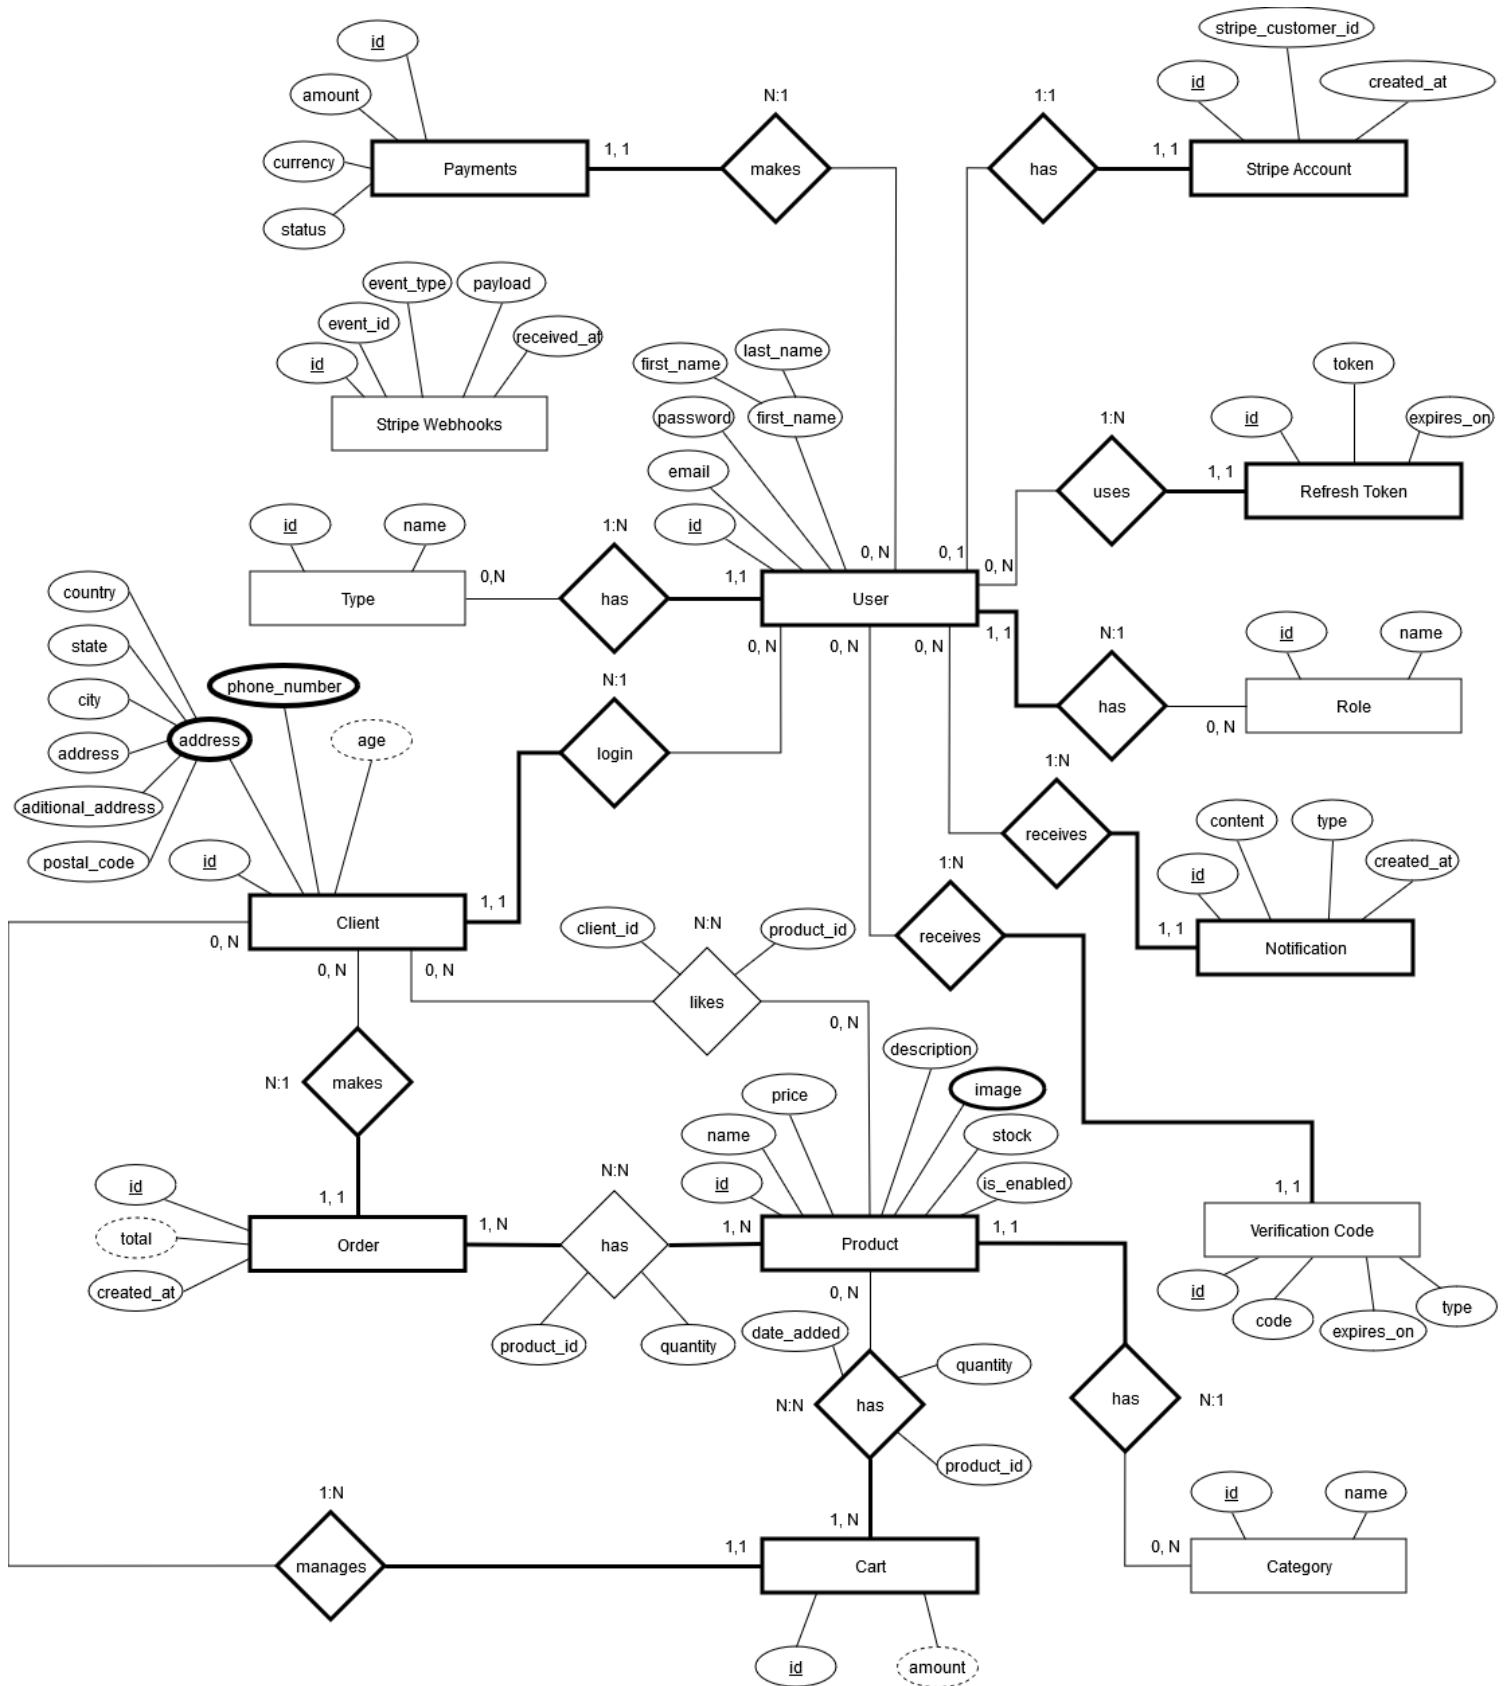 stripe_customer_id
id
id
created_at
amount
N:1
1:1
currency
Payments
1, 1
makes
has
1, 1
Stripe Account
status
event_type
payload
event_id
received_at
id
first_name
last_name
token
Stripe Webhooks
password
first_name
1:N
id
expires_on
email
1, 1
uses
Refresh Token
id
name
1:N
id
0, N
0, 1
0, N
0,N
1,1
Type
has
User
country
1, 1
N:1
id
name
state
0, N
0, N
0, N
phone_number
N:1
city
has
Role
0, N
address
age
address
login
1:N
aditional_address
content
type
receives
postal_code
id
1:N
id
created_at
1, 1
Client
client_id
N:N
product_id
1, 1
0, N
receives
Notification
0, N
0, N
likes
0, N
description
N:1
makes
price
image
name
stock
N:N
id
id
is_enabled
1, 1
1, 1
total
1, N
1, N
1, 1
Order
has
Product
Verification Code
created_at
0, N
id
type
product_id
quantity
date_added
code
expires_on
quantity
N:N
has
has
N:1
product_id
1:N
id
name
1, N
1,1
0, N
manages
Cart
Category
id
amount